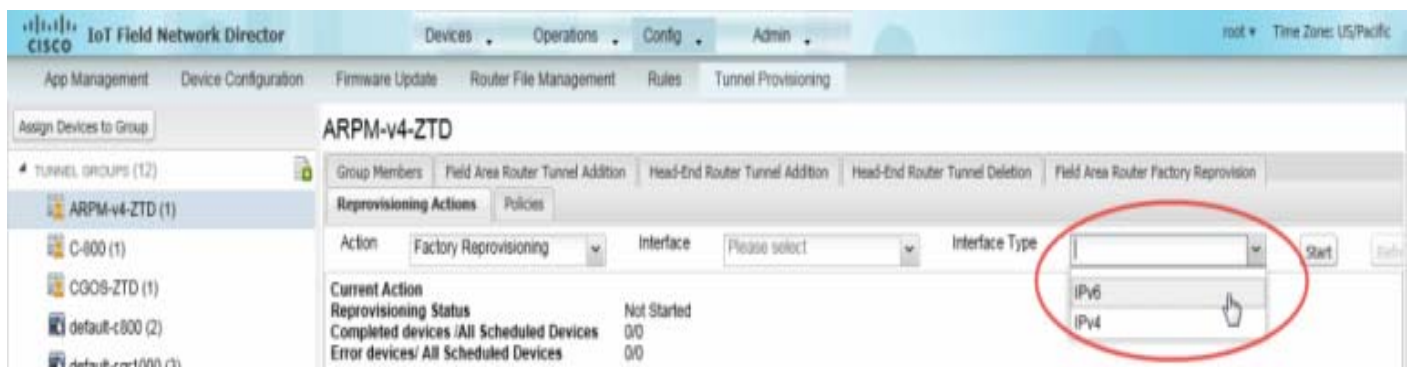 CISCO IoT Field Network Director Devices Operations Config Admin root Time Zone: US/Pacific
App Management Device Configuration Firmware Update Router File Management Rules Tunnel Provisioning
Assign Devices to Group
ARPM-v4-ZTD
TUNNEL GROUPS (12)
Group Members Field Area Router Tunnel Addition Head-End Router Tunnel Addition Head-End Router Tunnel Deletion Field Area Router Factory Reprovision
ARPM-v4-ZTD (1)
Reprovisioning Actions Policies
C-800 (1)
Action Factory Reprovisioning Interface Please select Interface Type Start
CGOS-ZTD (1)
Current Action
IPv6
Reprovisioning Status Not Started
default-c800 (2)
Completed devices /All Scheduled Devices 0/0
IPv4
Error devices/ All Scheduled Devices 0/0
default-cgr1000